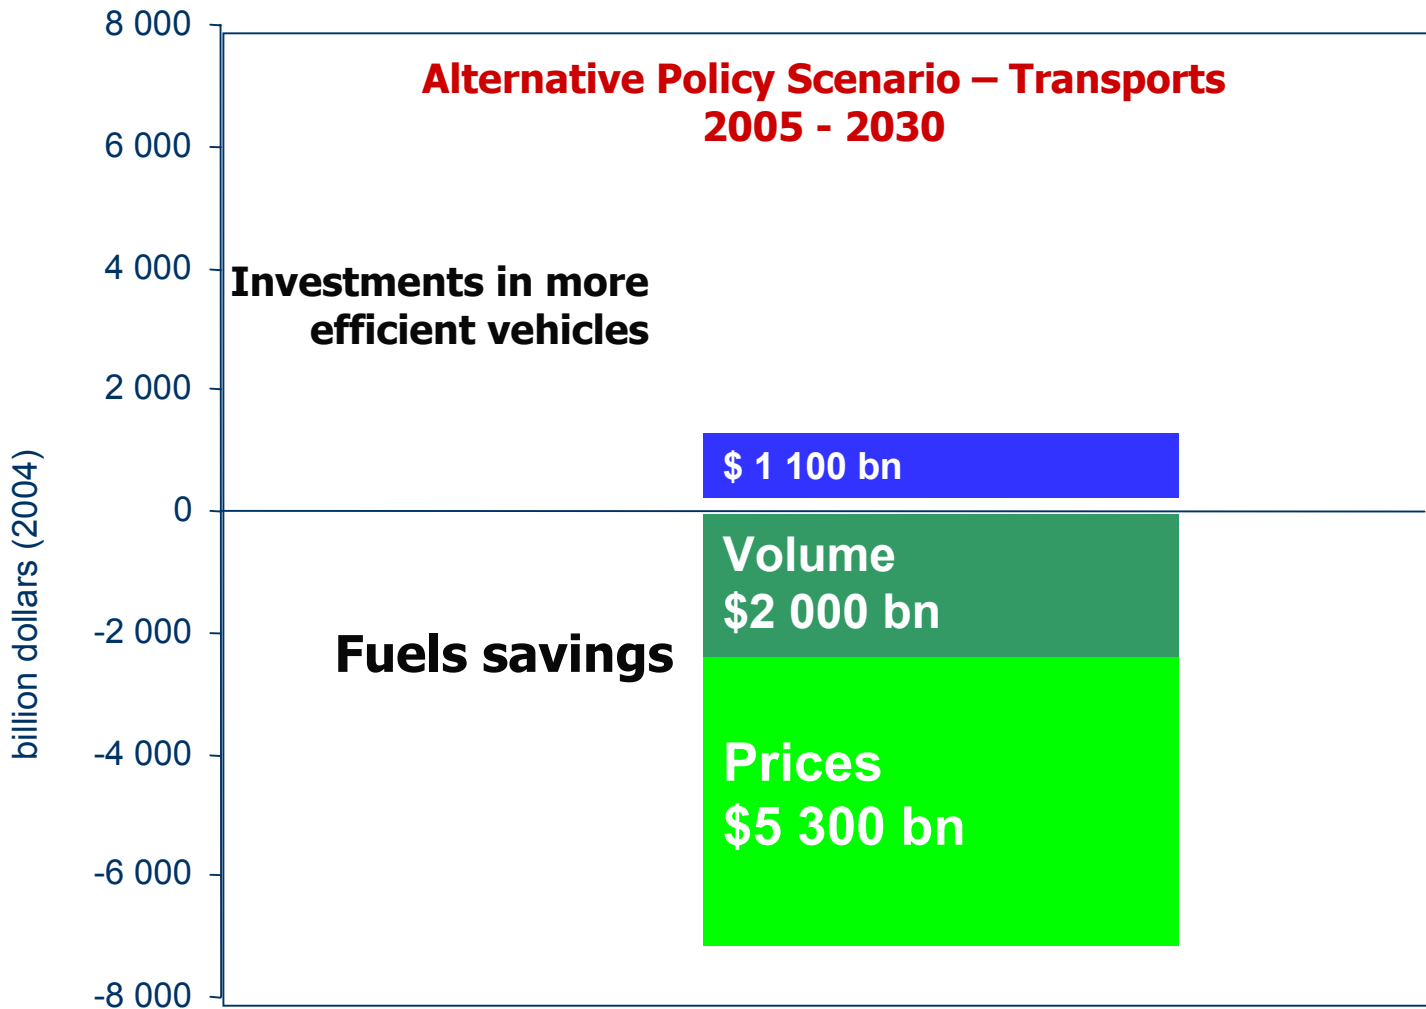 Alternative Policy Scenario – Transports
2005 - 2030
8 000
6 000
4 000
2 000
0
-2 000
-4 000
-6 000
-8 000
billion dollars (2004)
Investments in more
efficient vehicles
$ 1 100 bn
Fuels savings
Volume
$2 000 bn
Prices
$5 300 bn